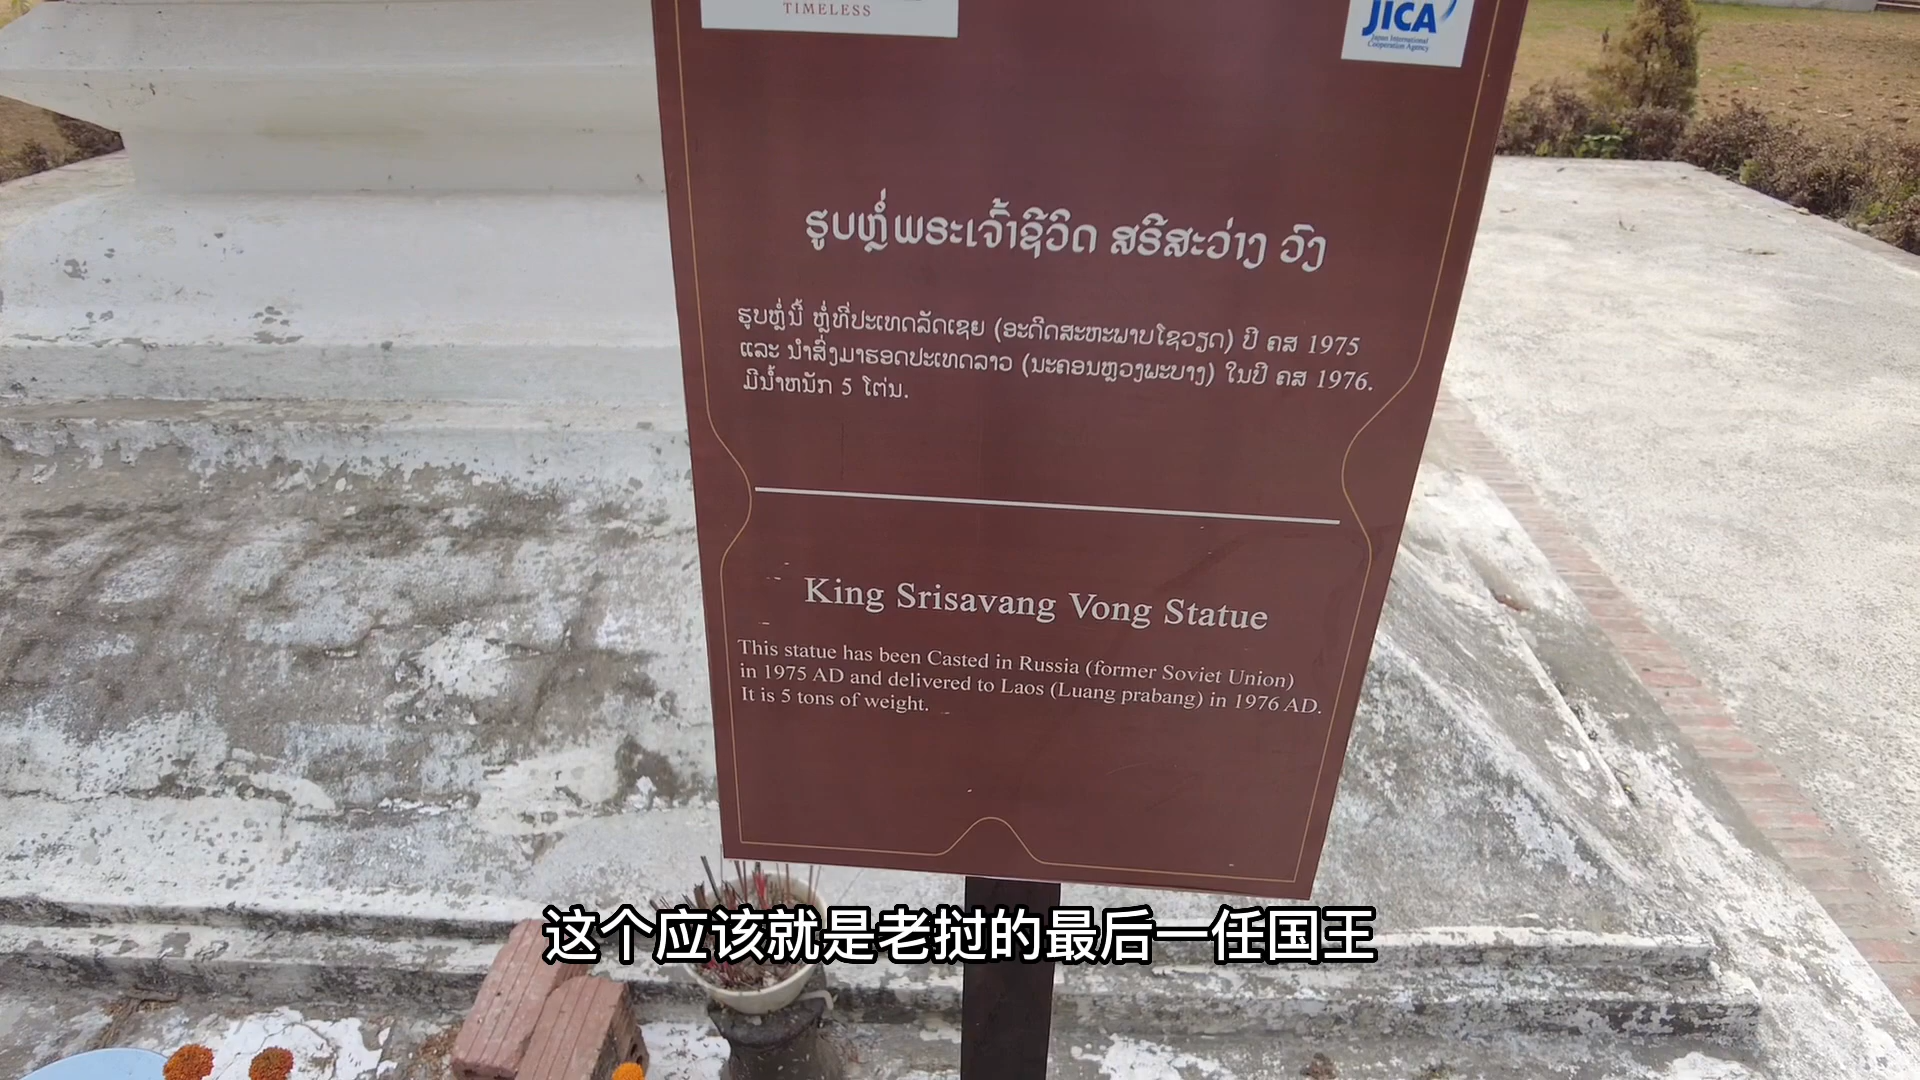 TIMELESS
JICA
Japan International
Cooperation Agency
ຮູບຫຼໍ່ພຣະເຈົ້າຊີວິດ ສຣີສະວ່າງ ວົງ
ຮູບຫຼໍ່ນີ້ ຫຼໍ່ທີ່ປະເທດລັດເຊຍ (ອະດີດສະຫະພາບໂຊວຽດ) ປີ ຄສ 1975
ແລະ ນໍາສົ່ງມາຮອດປະເທດລາວ (ນະຄອນຫຼວງພະບາງ) ໃນປີ ຄສ 1976.
ມີນໍ້າຫນັກ 5 ໂຕ່ນ.
King Srisavang Vong Statue
This statue has been Casted in Russia (former Soviet Union)
in 1975 AD and delivered to Laos (Luang prabang) in 1976 AD.
It is 5 tons of weight.
这个应该就是老挝的最后一任国王